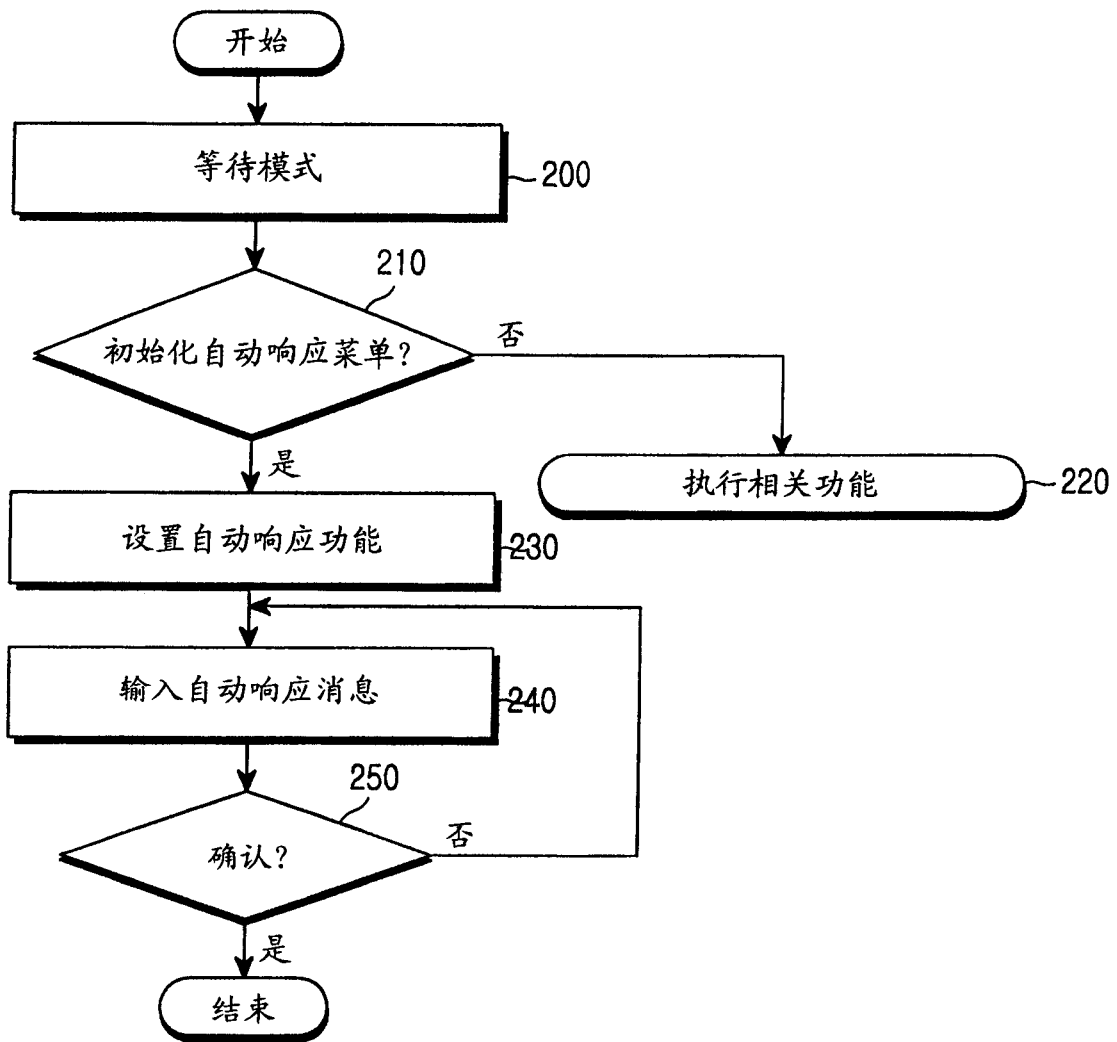 开始
等待模式
200
210
初始化自动响应菜单?
否
是
执行相关功能
220
设置自动响应功能
230
输入自动响应消息
240
250
确认?
否
是
结束